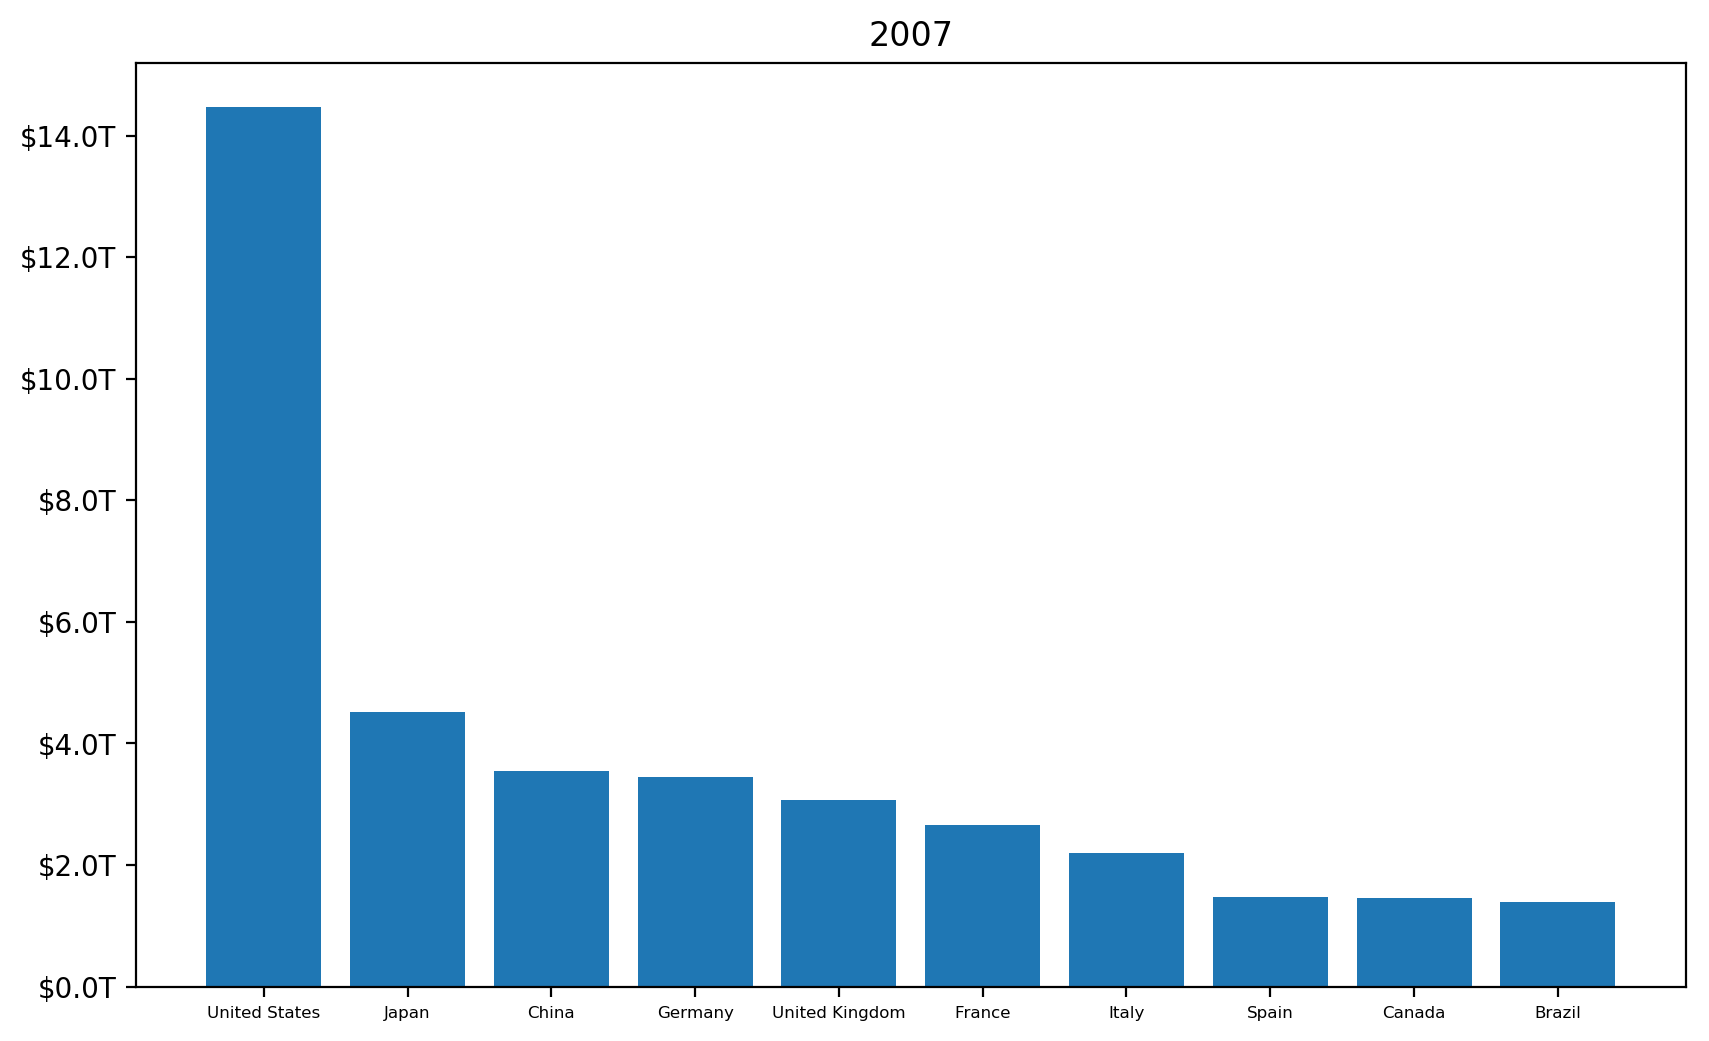 2007
$14.0T
$12.0T
$10.0T
$8.0T
$6.0T
$4.0T
$2.0T
$0.0T
United States Japan China Germany United Kingdom France Italy Spain Canada Brazil